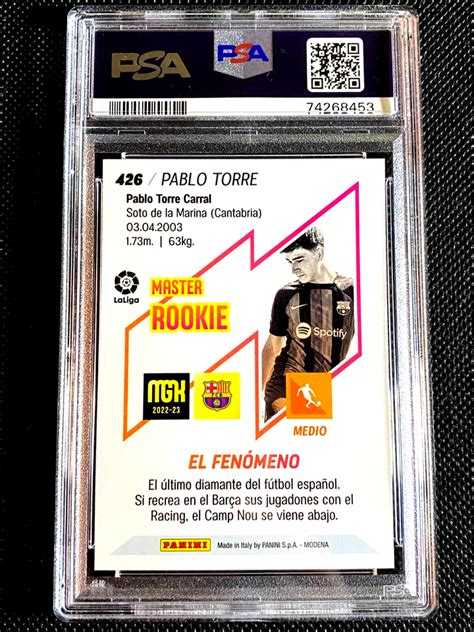 PSA
PSA
74268453
426 / PABLO TORRE
Pablo Torre Carral
Soto de la Marina (Cantabria)
03.04.2003
1.73m. | 63kg.
LaLiga
MASTER
ROOKIE
Spotify
MGK
2022-23
FCB
MEDIO
EL FENÓMENO
El último diamante del fútbol español.
Si recrea en el Barça sus jugadones con el
Racing, el Camp Nou se viene abajo.
PANINI
Made in Italy by PANINI S.p.A. - MODENA